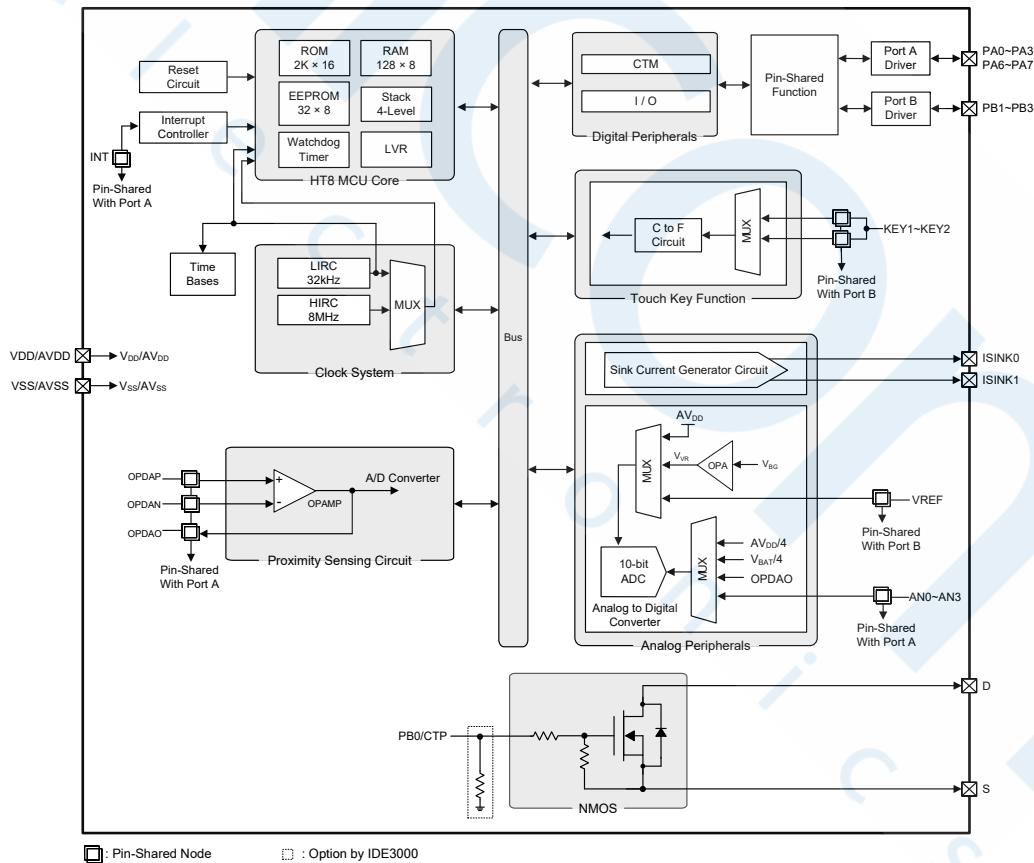 ROM
2K × 16
RAM
128 × 8
EEPROM
32 × 8
Stack
4-Level
Watchdog
Timer
LVR
HT8 MCU Core
Reset
Circuit
Interrupt
Controller
INT
Pin-Shared
With Port A
Time
Bases
LIRC
32kHz
HIRC
8MHz
MUX
Clock System
VDD/AVDD
VDD/AVDD
VSS/AVSS
VSS/AVSS
OPDAP
OPDAN
OPDAO
+
-
OPAMP
A/D Converter
Proximity Sensing Circuit
Pin-Shared
With Port A
Bus
CTM
I / O
Digital Peripherals
Pin-Shared
Function
Port A
Driver
Port B
Driver
PA0~PA3
PA6~PA7
PB1~PB3
C to F
Circuit
MUX
KEY1~KEY2
Pin-Shared
With Port B
Touch Key Function
Sink Current Generator Circuit
ISINK0
ISINK1
AVDD
MUX
VVR
OPA
VBG
VREF
Pin-Shared
With Port B
10-bit
ADC
MUX
AVDD/4
VBAT/4
OPDAO
AN0~AN3
Pin-Shared
With Port A
Analog to Digital
Converter
Analog Peripherals
PB0/CTP
NMOS
D
S
: Pin-Shared Node
: Option by IDE3000